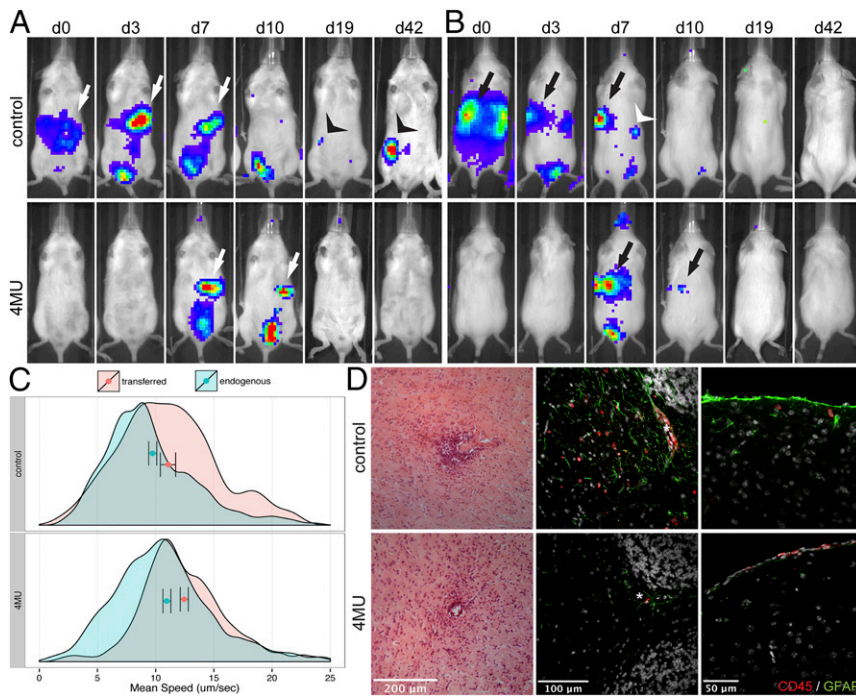 A
d0 d3 d7 d10 d19 d42
B
d0 d3 d7 d10 d19 d42
control
4MU
C
transferred endogenous
control
4MU
0 5 10 15 20 25
Mean Speed (um/sec)
D
control
4MU
*
*
200 μm
100 μm
50 μm
CD45 / GFAP